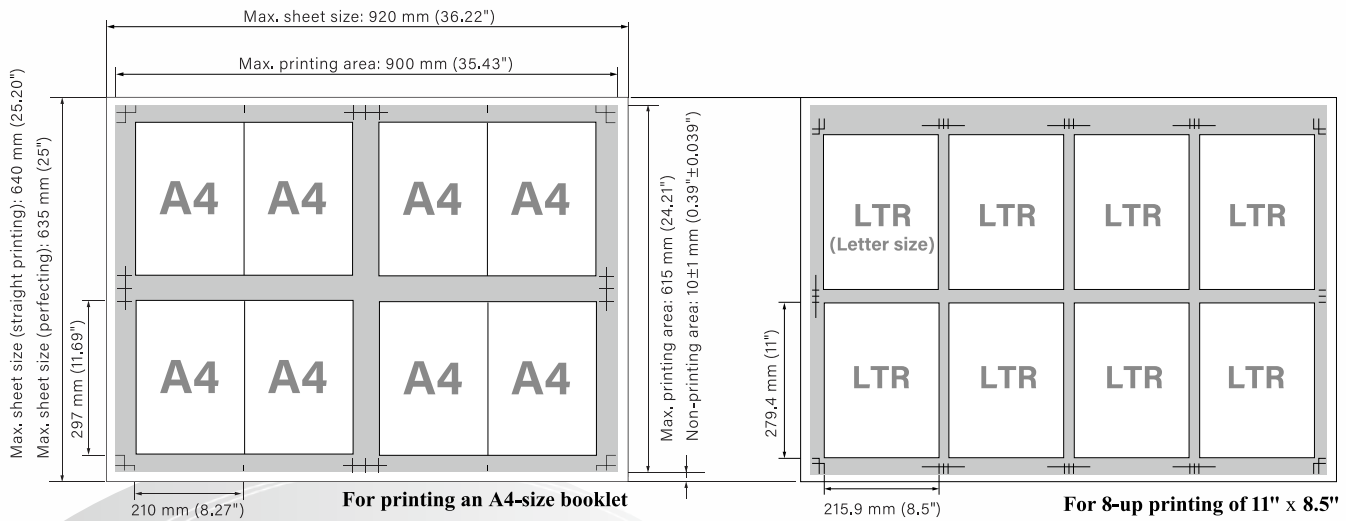 Max. sheet size: 920 mm (36.22")
Max. printing area: 900 mm (35.43")
Max. sheet size (straight printing): 640 mm (25.20")
Max. sheet size (perfecting): 635 mm (25")
297 mm (11.69")
A4 A4 A4 A4
A4 A4 A4 A4
210 mm (8.27")
For printing an A4-size booklet
Max. printing area: 615 mm (24.21")
Non-printing area: 10±1 mm (0.39"±0.039")
LTR LTR LTR LTR
(Letter size)
279.4 mm (11")
LTR LTR LTR LTR
215.9 mm (8.5")
For 8-up printing of 11" x 8.5"